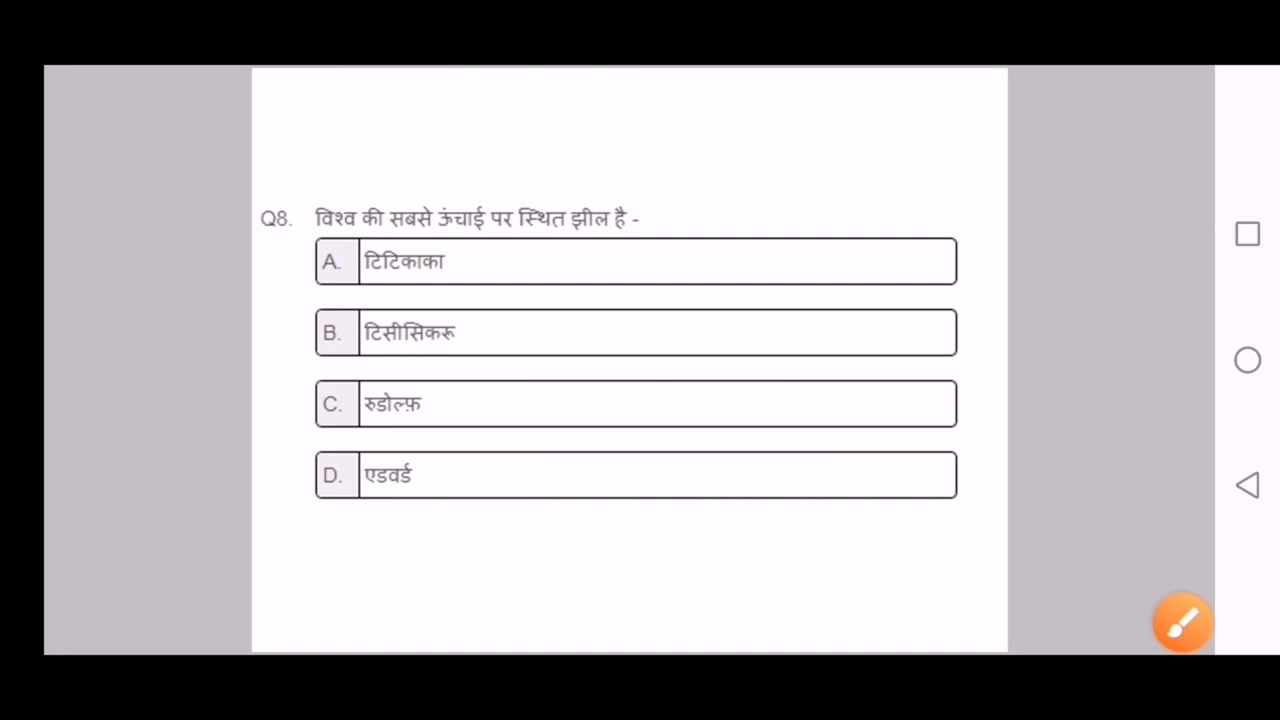 Q8. विश्व की सबसे ऊंचाई पर स्थित झील है -
A. टिटिकाका
B. टिसीसिकरू
C. रुडोल्फ़
D. एडवर्ड